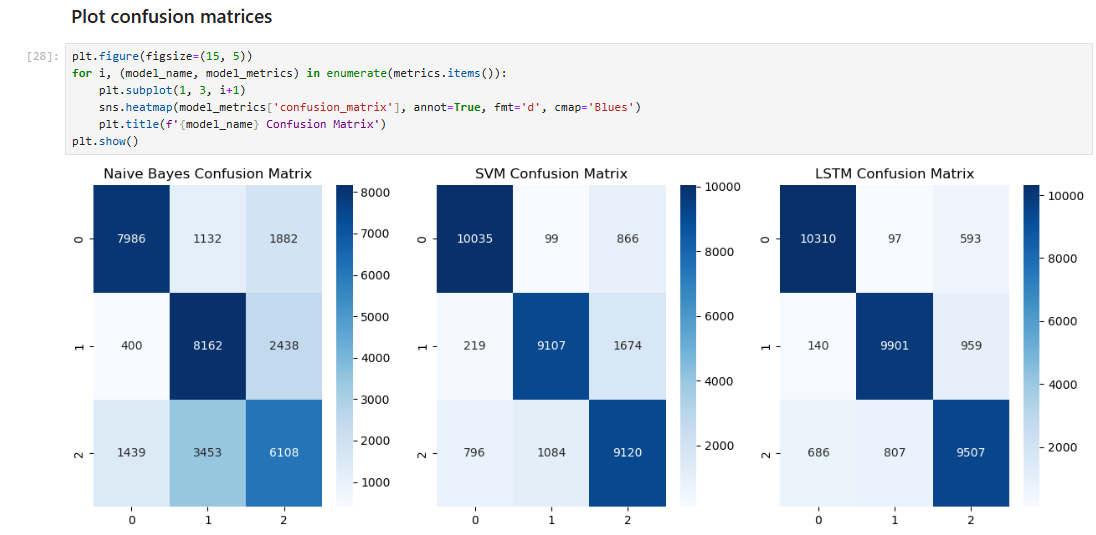 Plot confusion matrices
[28]: plt.figure(figsize=(15, 5))
for i, (model_name, model_metrics) in enumerate(metrics.items()):
    plt.subplot(1, 3, i+1)
    sns.heatmap(model_metrics['confusion_matrix'], annot=True, fmt='d', cmap='Blues')
    plt.title(f'{model_name} Confusion Matrix')
plt.show()
Naive Bayes Confusion Matrix
0 7986 1132 1882
1 400 8162 2438
2 1439 3453 6108
0 1 2
8000
7000
6000
5000
4000
3000
2000
1000
SVM Confusion Matrix
0 10035 99 866
1 219 9107 1674
2 796 1084 9120
0 1 2
10000
8000
6000
4000
2000
LSTM Confusion Matrix
0 10310 97 593
1 140 9901 959
2 686 807 9507
0 1 2
10000
8000
6000
4000
2000